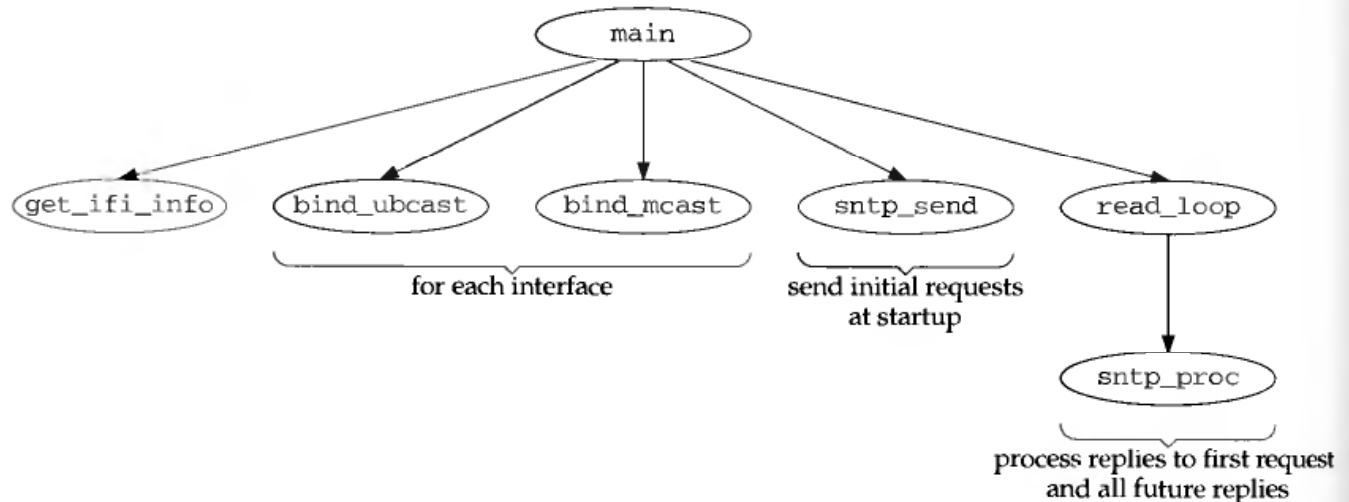 main
get_ifi_info
bind_ubcast
bind_mcast
sntp_send
read_loop
for each interface
send initial requests
at startup
sntp_proc
process replies to first request
and all future replies